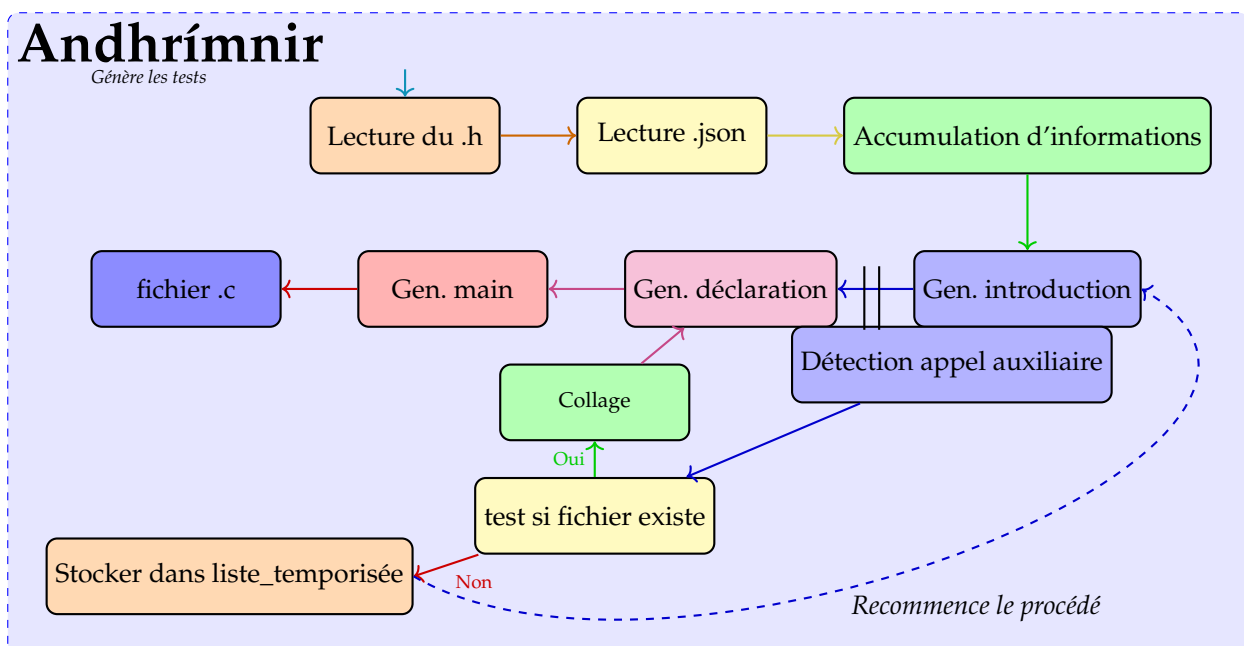 Andhrímnir
Génère les tests
Lecture du .h
Lecture .json
Accumulation d'informations
fichier .c
Gen. main
Gen. déclaration
Gen. introduction
Détection appel auxiliaire
Collage
Oui
test si fichier existe
Stocker dans liste_temporisée
Non
Recommence le procédé